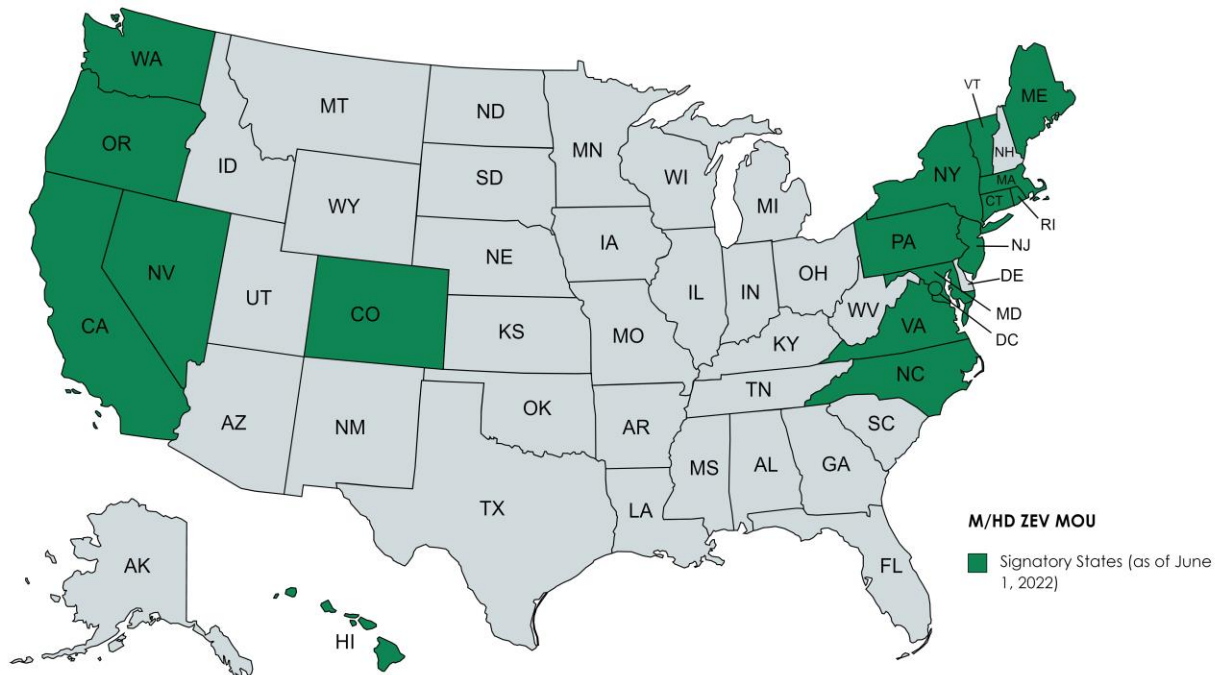 WA
MT
ND
MN
VT
ME
OR
ID
SD
WI
MI
NY
NH
MA
CT
RI
WY
IA
PA
NJ
NV
NE
OH
DE
UT
CO
IL
IN
WV
MD
CA
KS
MO
VA
DC
KY
NC
TN
AZ
NM
OK
AR
SC
MS
AL
GA
TX
LA
M/HD ZEV MOU
Signatory States (as of June
1, 2022)
AK
FL
HI